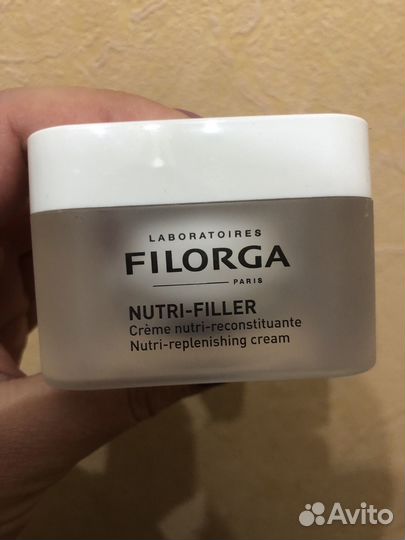 LABORATOIRES
FILORGA
PARIS
NUTRI-FILLER
Crème nutri-reconstituante
Nutri-replenishing cream
Avito